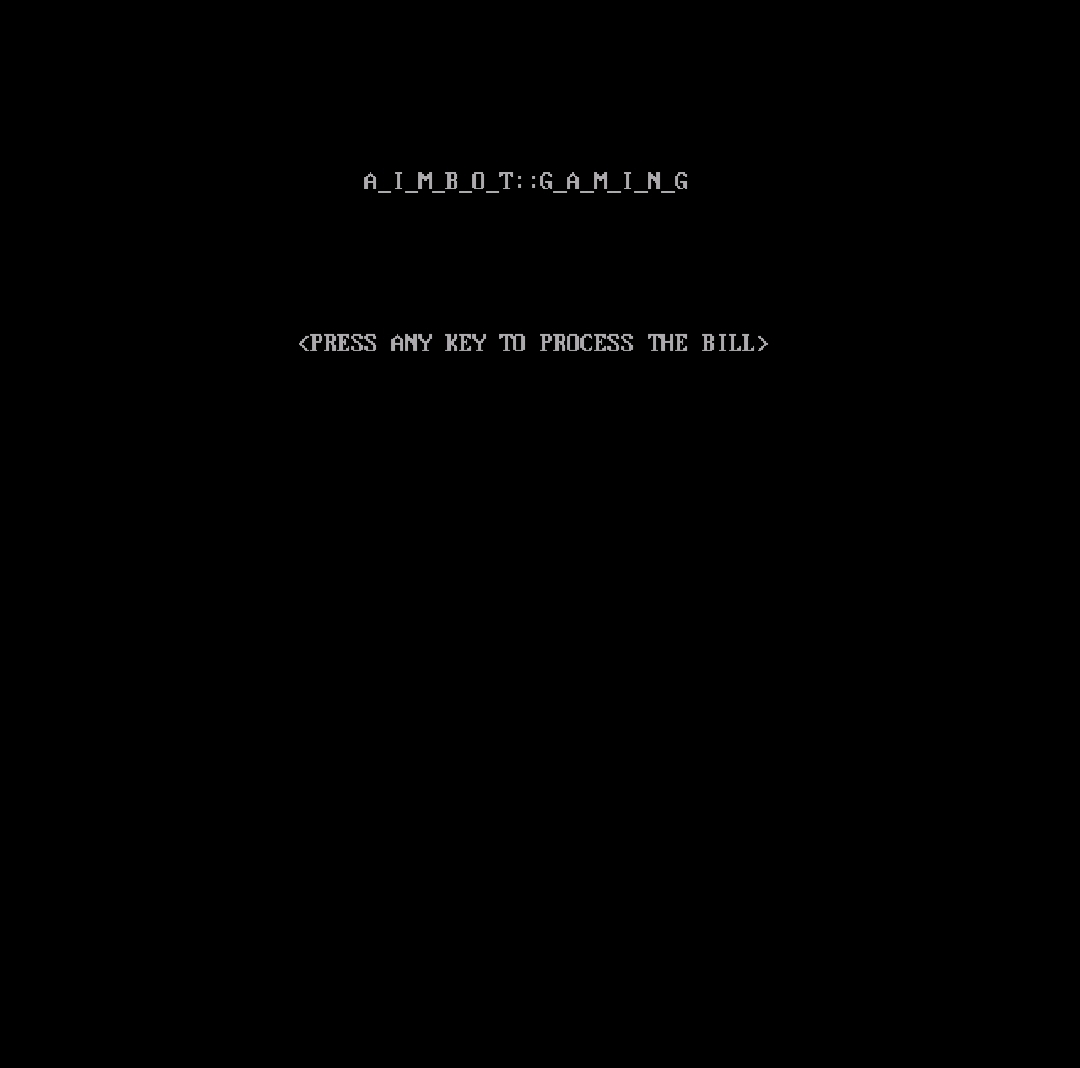 A_I_M_B_O_T::G_A_M_I_N_G
<PRESS ANY KEY TO PROCESS THE BILL>